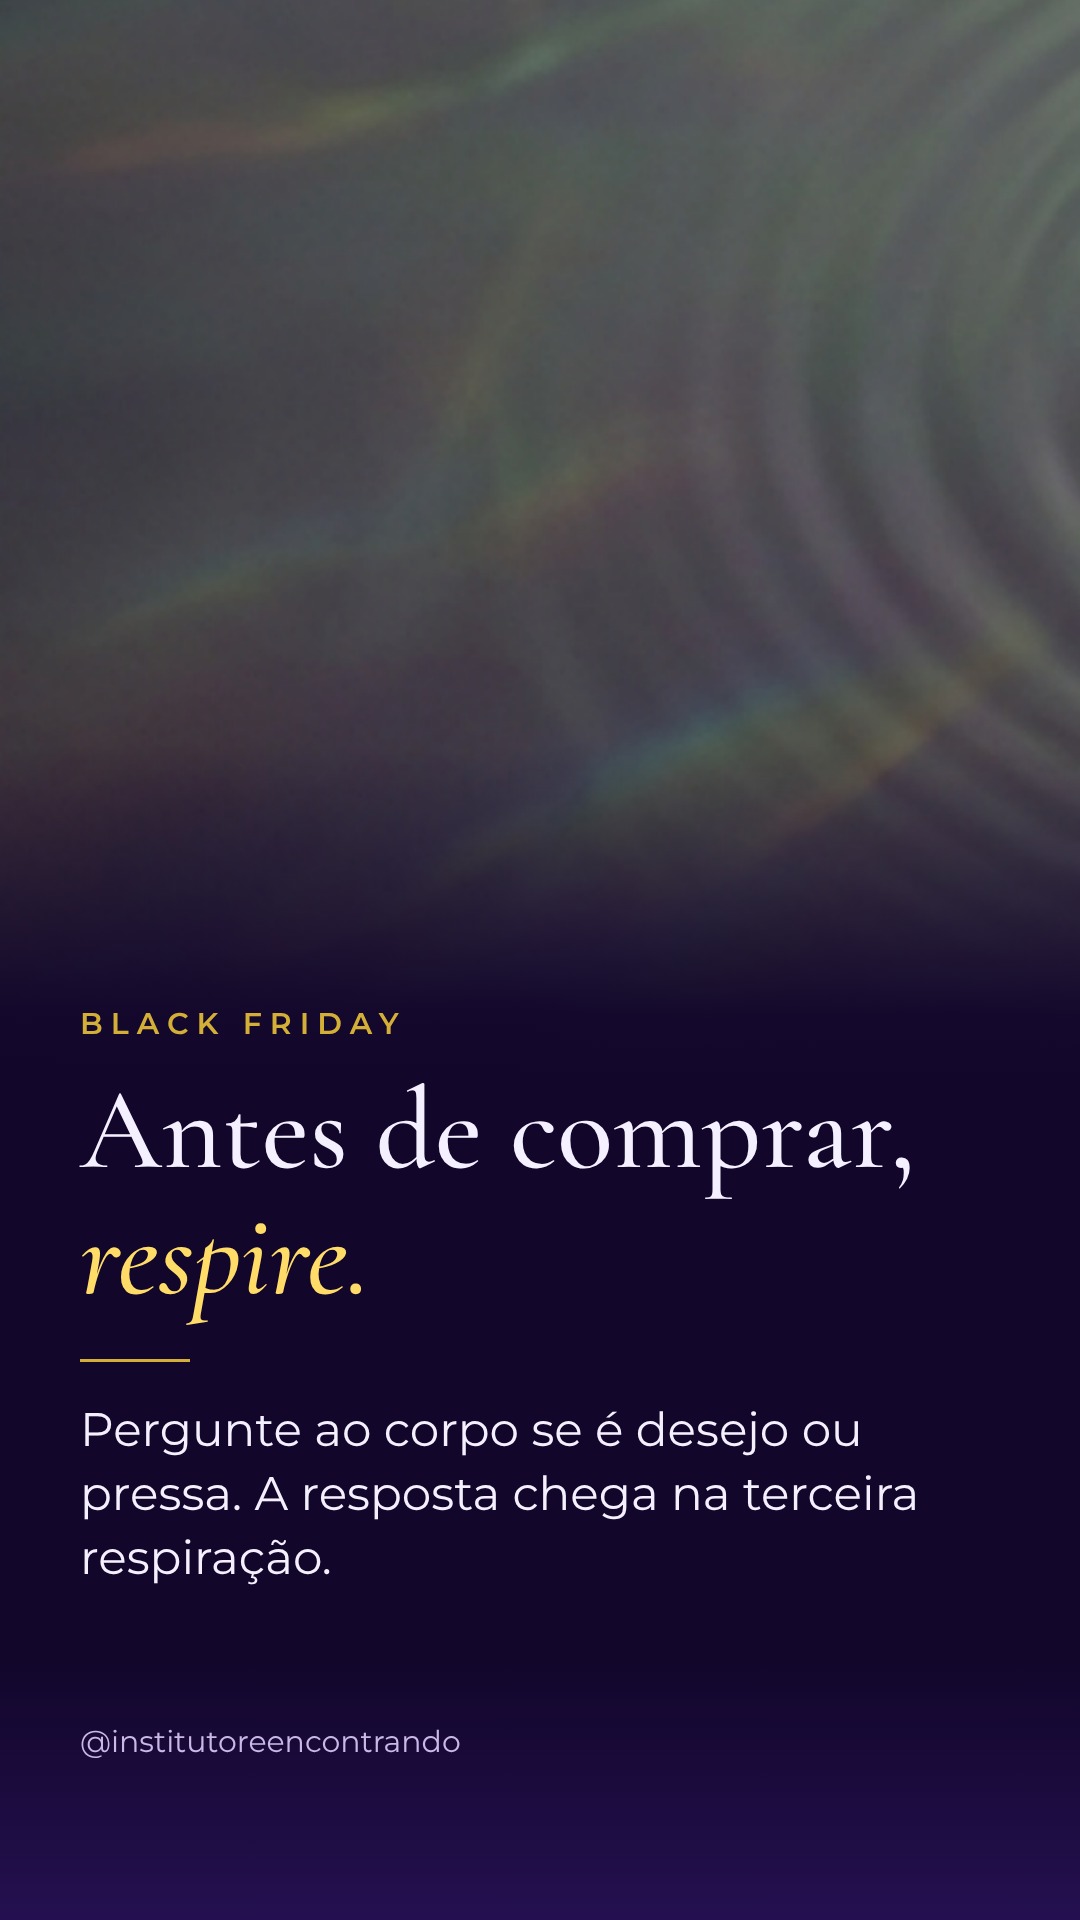 BLACK FRIDAY
Antes de comprar,
respire.
Pergunte ao corpo se é desejo ou
pressa. A resposta chega na terceira
respiração.
@institutoreencontrando